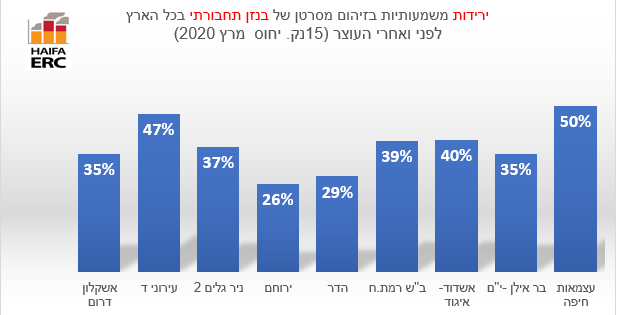 ירידות משמעותיות בזיהום מסרטן של בנזן תחבורתי בכל הארץ
לפני ואחרי העוצר (15נק. יחוס מרץ 2020)
HAIFA
ERC
35%
47%
37%
26%
29%
39%
40%
35%
50%
אשקלון
דרום
עירוני ד
ניר גלים 2
ירוחם
הדר
ב"ש רמת.ח
אשדוד-
איגוד
בר אילן -י"ם
עצמאות
חיפה